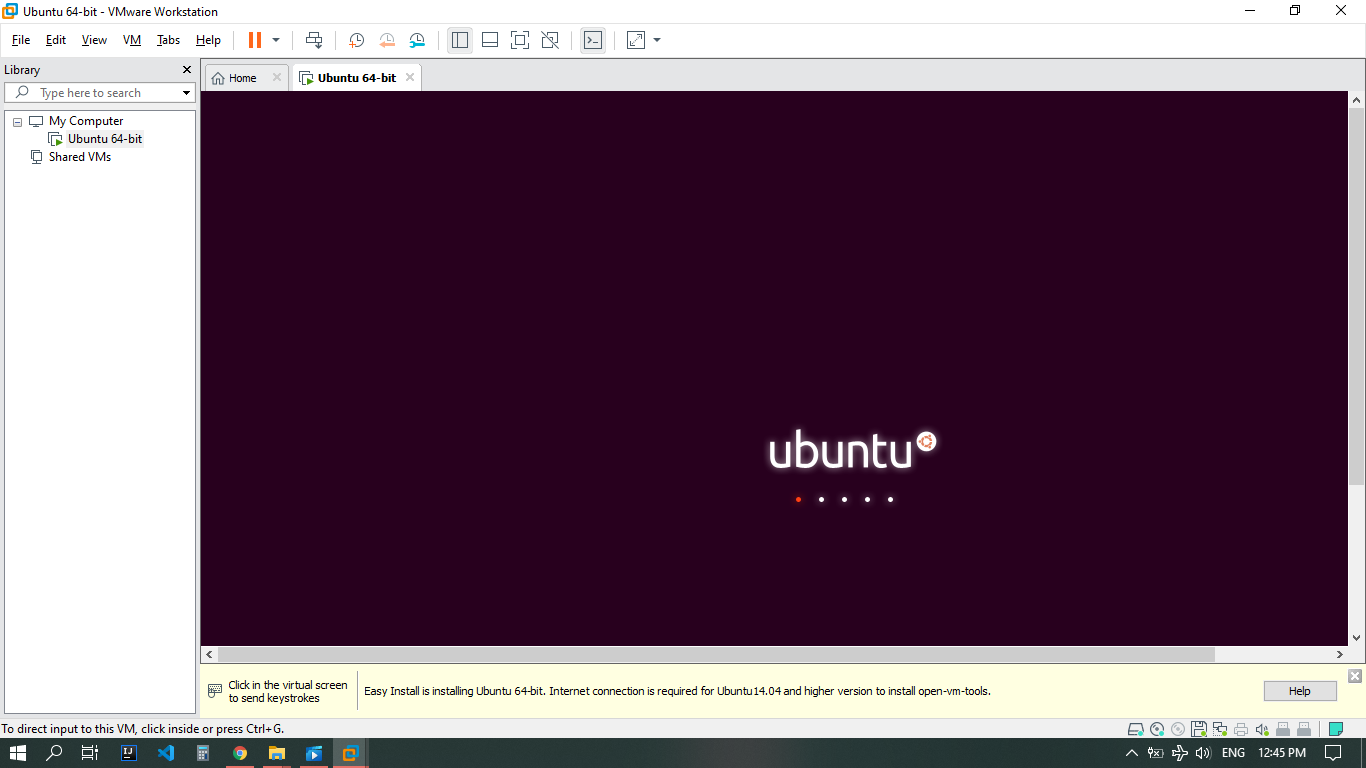 Ubuntu 64-bit - VMware Workstation
File Edit View VM Tabs Help
Library
Type here to search
My Computer
Ubuntu 64-bit
Shared VMs
Home
Ubuntu 64-bit
ubuntu
Click in the virtual screen
to send keystrokes
Easy Install is installing Ubuntu 64-bit. Internet connection is required for Ubuntu14.04 and higher version to install open-vm-tools.
Help
To direct input to this VM, click inside or press Ctrl+G.
IJ
ENG
12:45 PM